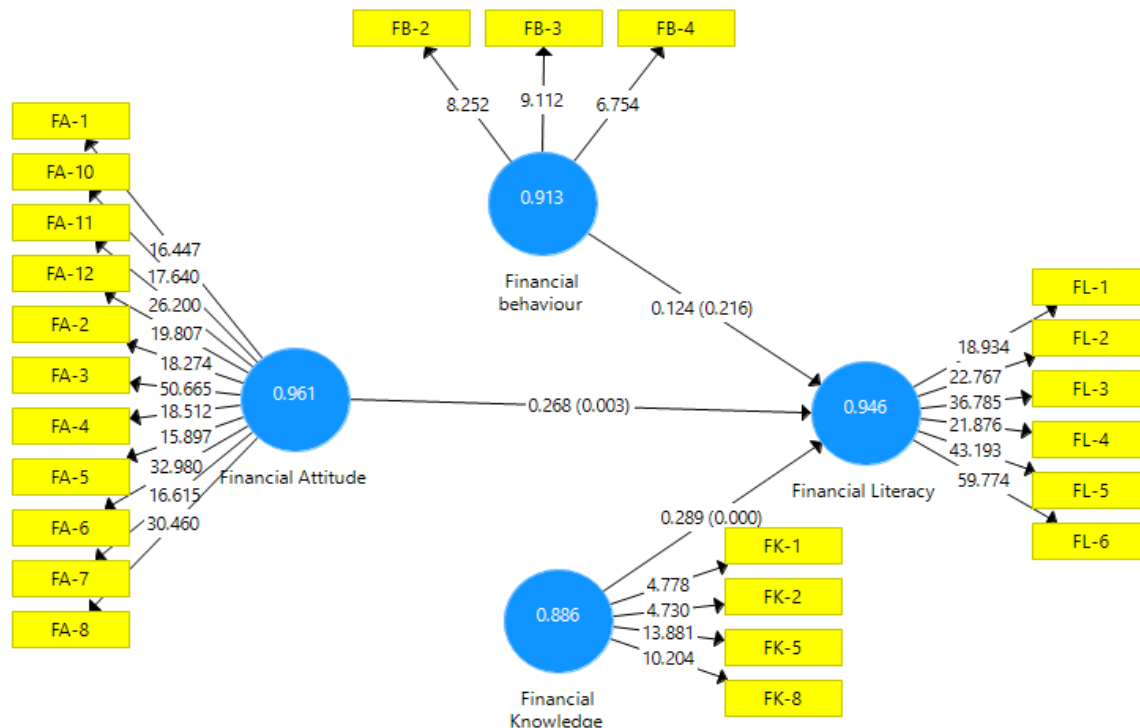 FB-2
FB-3
FB-4
8.252
9.112
6.754
0.913
Financial
behaviour
FA-1
FA-10
FA-11
FA-12
FA-2
FA-3
FA-4
FA-5
FA-6
FA-7
FA-8
16.447
17.640
26.200
19.807
18.274
50.665
18.512
15.897
32.980
16.615
30.460
0.961
Financial Attitude
0.124 (0.216)
0.268 (0.003)
0.289 (0.000)
0.946
Financial Literacy
18.934
22.767
36.785
21.876
43.193
59.774
FL-1
FL-2
FL-3
FL-4
FL-5
FL-6
0.886
Financial
Knowledge
4.778
4.730
13.881
10.204
FK-1
FK-2
FK-5
FK-8